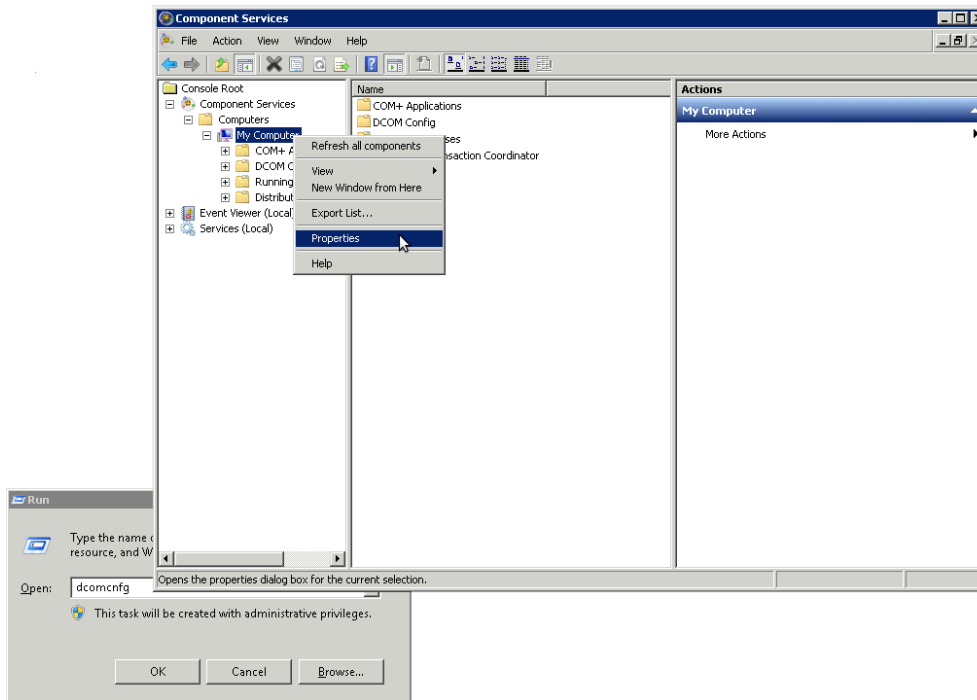 Component Services
File Action View Window Help
Console Root
Component Services
Computers
My Computer
COM+ A
DCOM C
Running
Distribut
Event Viewer (Local)
Services (Local)
Name
COM+ Applications
DCOM Config
ses
nsaction Coordinator
Refresh all components
View
New Window from Here
Export List...
Properties
Help
Actions
My Computer
More Actions
Opens the properties dialog box for the current selection.
Run
Type the name
resource, and W
Open: dcomcnfg
This task will be created with administrative privileges.
OK Cancel Browse...